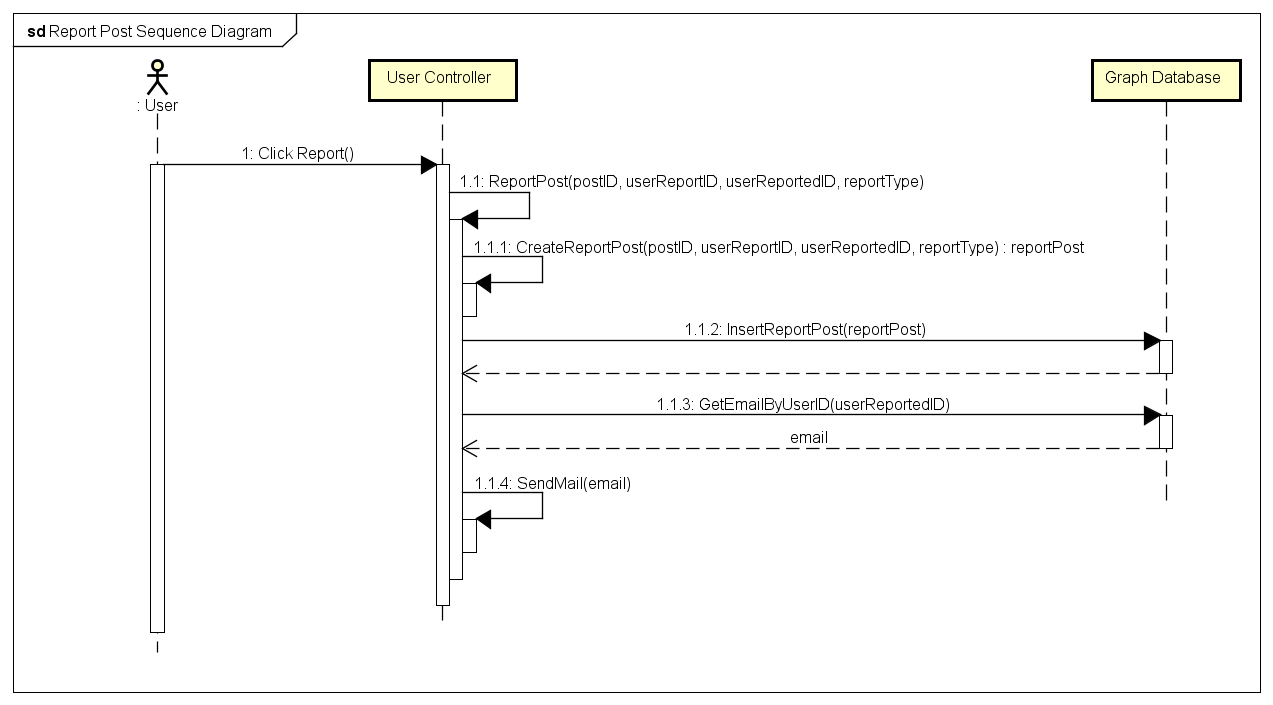 sd Report Post Sequence Diagram
: User
User Controller
Graph Database
1: Click Report()
1.1: ReportPost(postID, userReportID, userReportedID, reportType)
1.1.1: CreateReportPost(postID, userReportID, userReportedID, reportType) : reportPost
1.1.2: InsertReportPost(reportPost)
1.1.3: GetEmailByUserID(userReportedID)
email
1.1.4: SendMail(email)